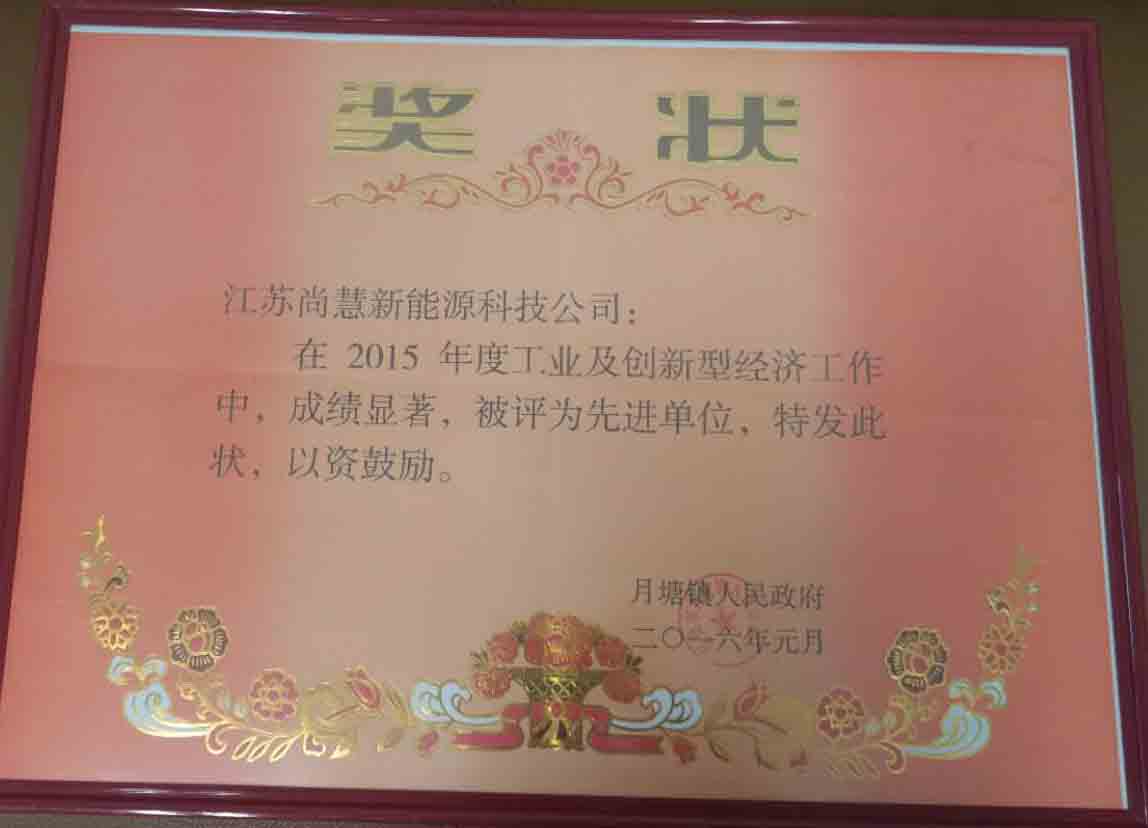 奖状
江苏尚慧新能源科技公司：
在 2015 年度工业及创新型经济工作
中，成绩显著，被评为先进单位，特发此
状，以资鼓励。
月塘镇人民政府
二〇一六年元月